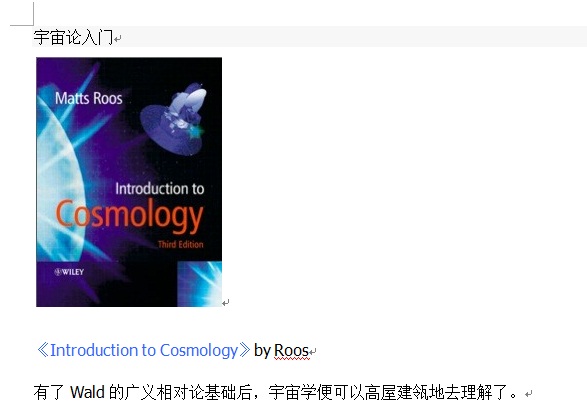 宇宙论入门
Matts Roos
Introduction to
Cosmology
Third Edition
WILEY
《Introduction to Cosmology》by Roos
有了 Wald 的广义相对论基础后，宇宙学便可以高屋建瓴地去理解了。